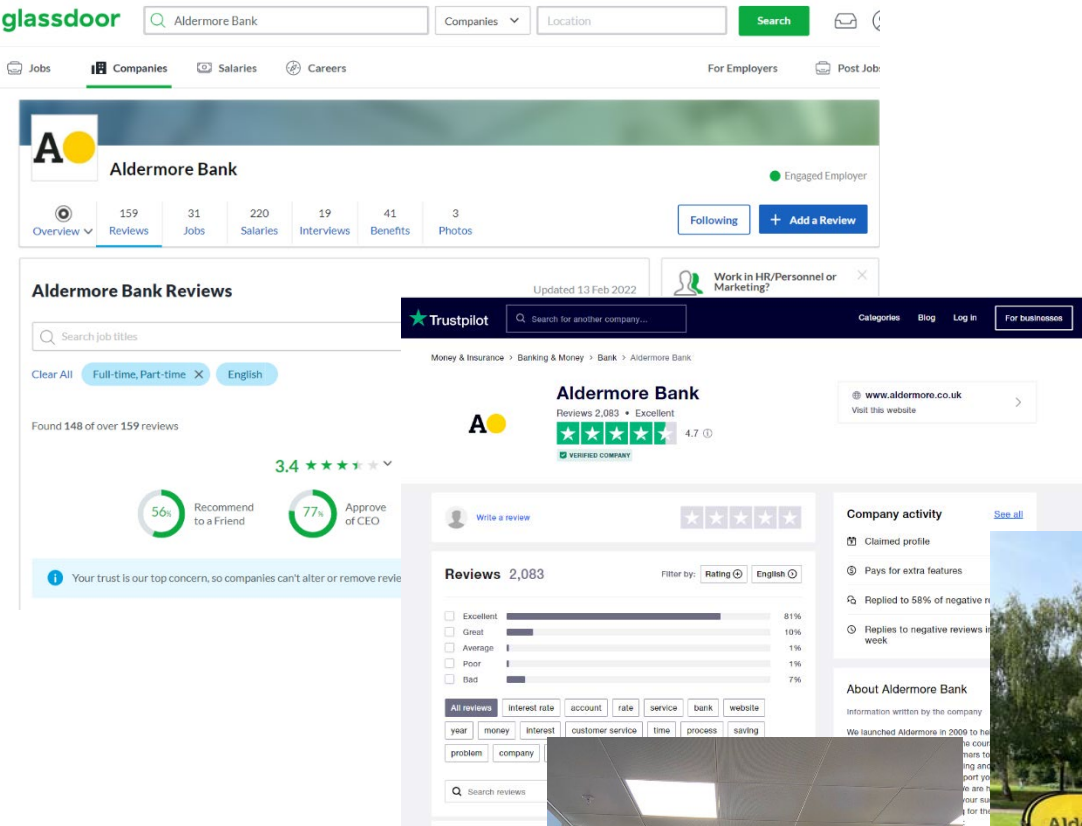 glassdoor
Aldermore Bank
Companies
Location
Search
Jobs
Companies
Salaries
Careers
For Employers
Post Jobs
A
Aldermore Bank
Engaged Employer
Overview
159
Reviews
31
Jobs
220
Salaries
19
Interviews
41
Benefits
3
Photos
Following
+ Add a Review
Aldermore Bank Reviews
Updated 13 Feb 2022
Work in HR/Personnel or
Marketing?
Search job titles
Clear All
Full-time, Part-time X
English
Found 148 of over 159 reviews
3.4
56%
Recommend
to a Friend
77%
Approve
of CEO
Your trust is our top concern, so companies can't alter or remove revie
Trustpilot
Search for another company...
Categories
Blog
Log in
For businesses
Money & Insurance > Banking & Money > Bank > Aldermore Bank
A
Aldermore Bank
Reviews 2,083 • Excellent
4.7
VERIFIED COMPANY
www.aldermore.co.uk
Visit this website
Write a review
Reviews 2,083
Filter by:
Rating
English
Excellent 81%
Great 10%
Average 1%
Poor 1%
Bad 7%
All reviews
interest rate
account
rate
service
bank
website
year
money
interest
customer service
time
process
saving
problem
company
Search reviews
Company activity
See all
Claimed profile
Pays for extra features
Replied to 58% of negative re
Replies to negative reviews i
week
About Aldermore Bank
Information written by the company
We launched Aldermore in 2009 to he
Ald